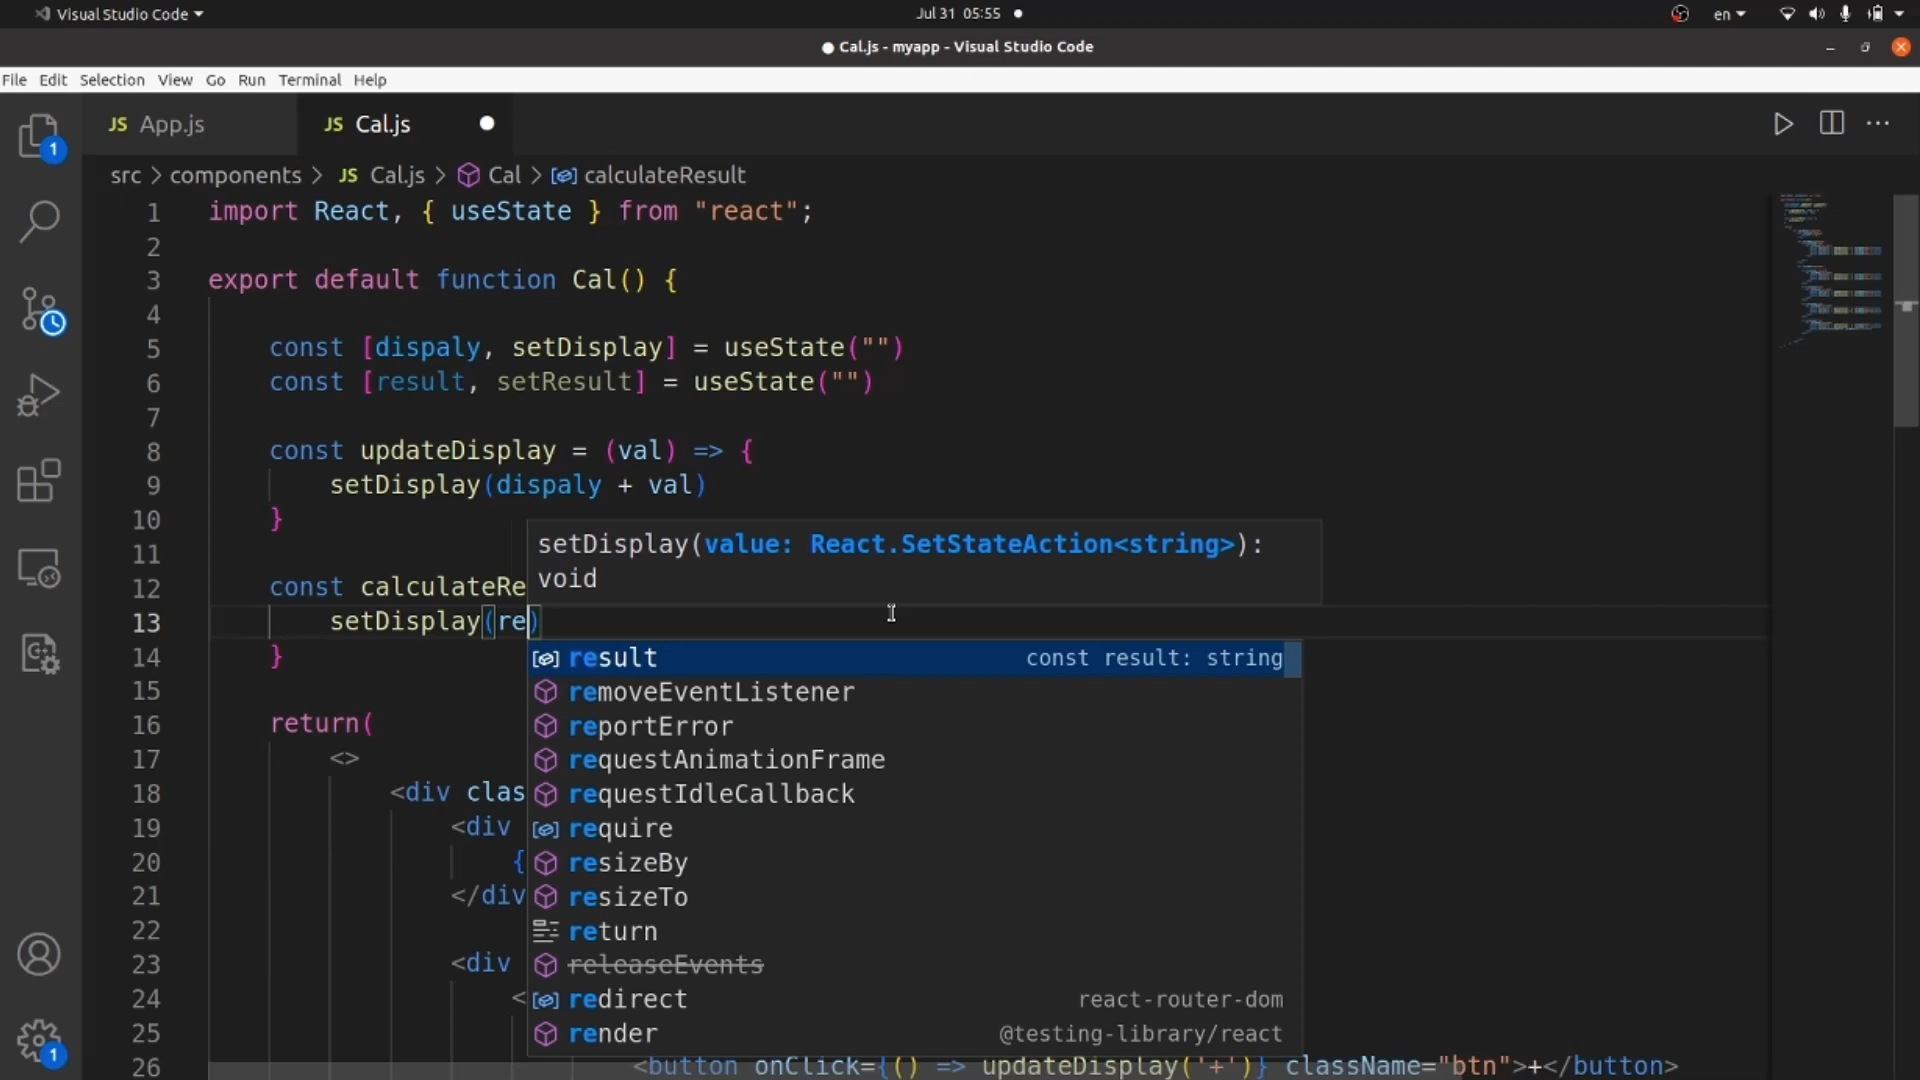 Visual Studio Code
Jul 31 05:55
en
Cal.js - myapp - Visual Studio Code
File Edit Selection View Go Run Terminal Help
JS App.js
JS Cal.js
src > components > JS Cal.js > Cal > calculateResult
1 import React, { useState } from "react";
2
3 export default function Cal() {
4
5 const [dispaly, setDisplay] = useState("")
6 const [result, setResult] = useState("")
7
8 const updateDisplay = (val) => {
9 setDisplay(dispaly + val)
10 }
11
setDisplay(value: React.SetStateAction<string>):
void
12 const calculateRe
13 setDisplay(re)
14 }
15
16 return(
17 <>
18 <div clas
19 <div
20 {
21 </div
22
23 <div
24 <
25
26 <button onClick={() => updateDisplay('+')} className="btn">+</button>
result const result: string
removeEventListener
reportError
requestAnimationFrame
requestIdleCallback
require
resizeBy
resizeTo
return
releaseEvents
redirect react-router-dom
render @testing-library/react
1
1